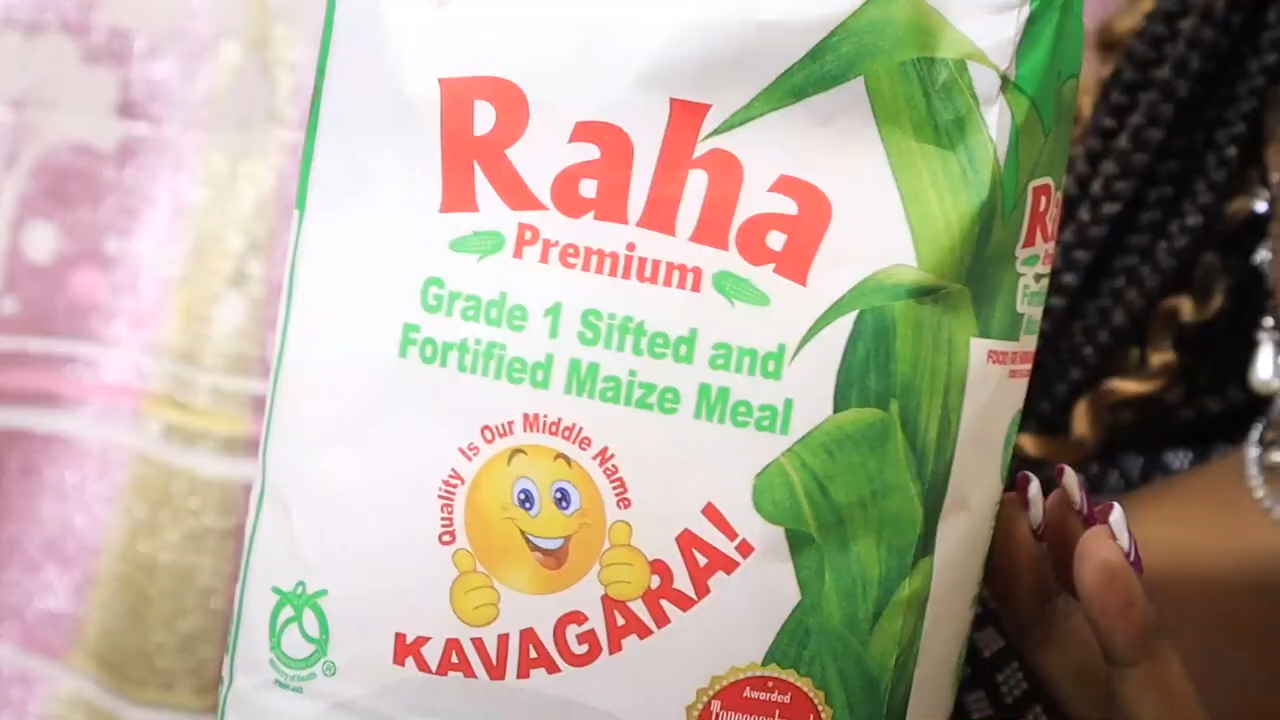 Raha
Premium
Grade 1 Sifted and
Fortified Maize Meal
Quality Is Our Middle Name
KAVAGARA!
Awarded